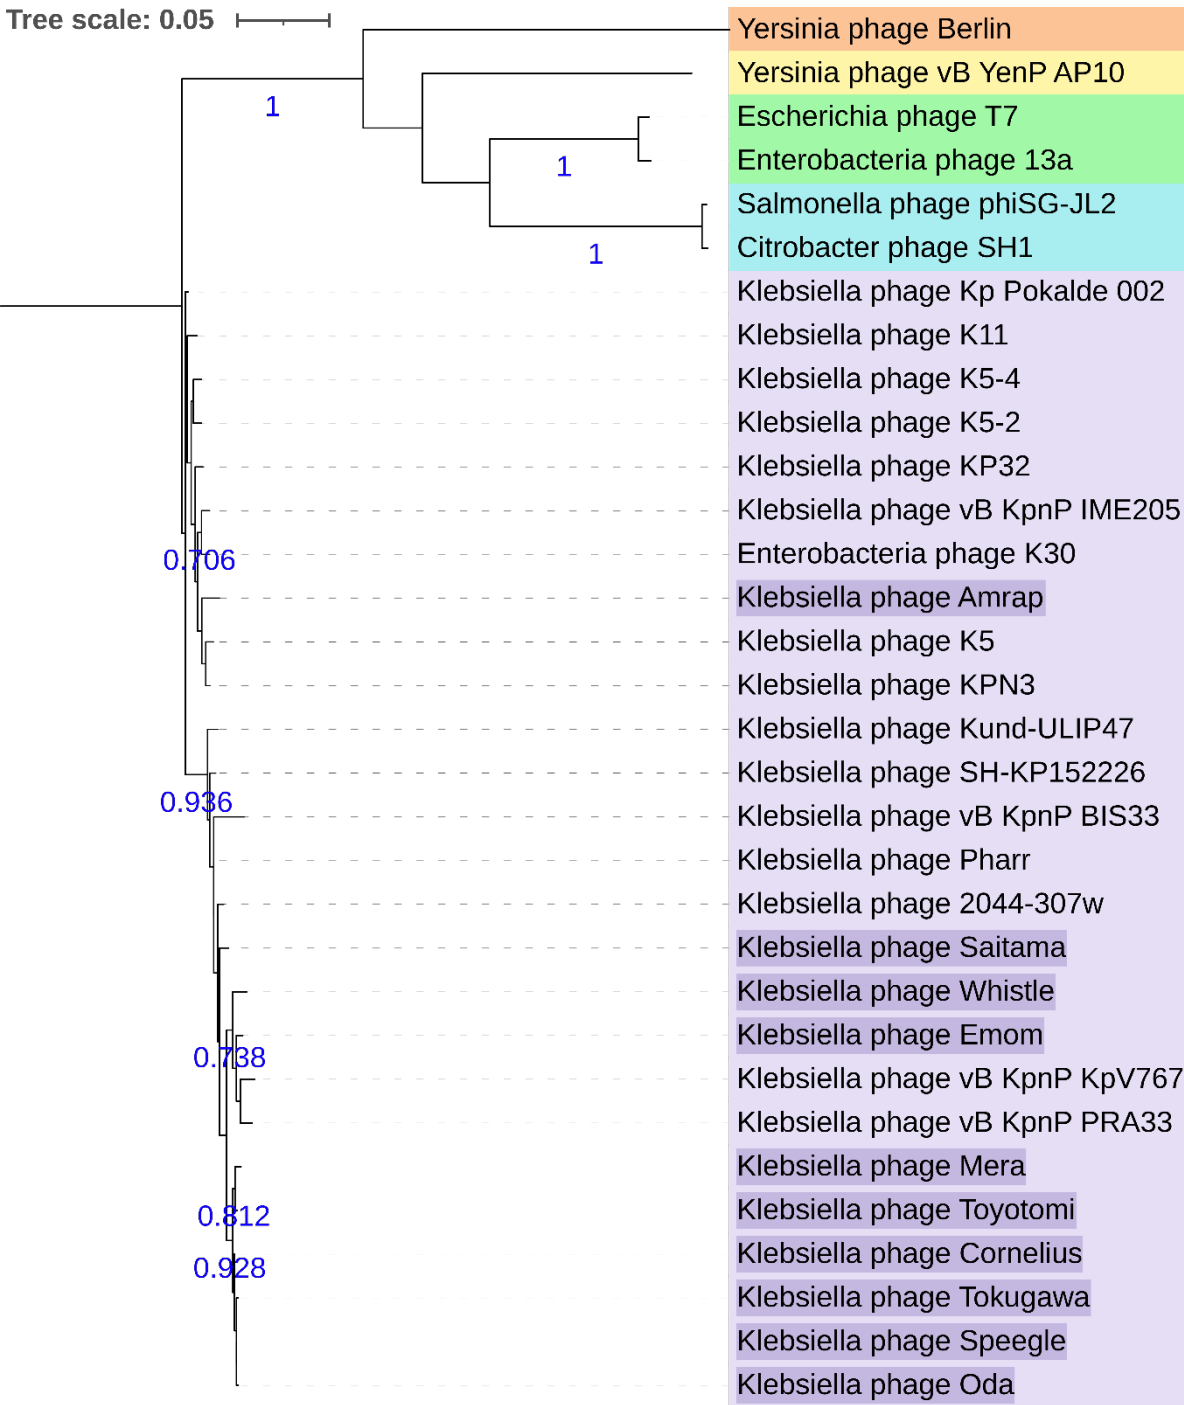 Tree scale: 0.05
Yersinia phage Berlin
Yersinia phage vB YenP AP10
1
Escherichia phage T7
Enterobacteria phage 13a
1
Salmonella phage phiSG-JL2
Citrobacter phage SH1
1
Klebsiella phage Kp Pokalde 002
Klebsiella phage K11
Klebsiella phage K5-4
Klebsiella phage K5-2
Klebsiella phage KP32
Klebsiella phage vB KpnP IME205
Enterobacteria phage K30
0.706
Klebsiella phage Amrap
Klebsiella phage K5
Klebsiella phage KPN3
Klebsiella phage Kund-ULIP47
Klebsiella phage SH-KP152226
0.936
Klebsiella phage vB KpnP BIS33
Klebsiella phage Pharr
Klebsiella phage 2044-307w
Klebsiella phage Saitama
Klebsiella phage Whistle
Klebsiella phage Emom
0.738
Klebsiella phage vB KpnP KpV767
Klebsiella phage vB KpnP PRA33
Klebsiella phage Mera
Klebsiella phage Toyotomi
0.812
Klebsiella phage Cornelius
0.928
Klebsiella phage Tokugawa
Klebsiella phage Speegle
Klebsiella phage Oda